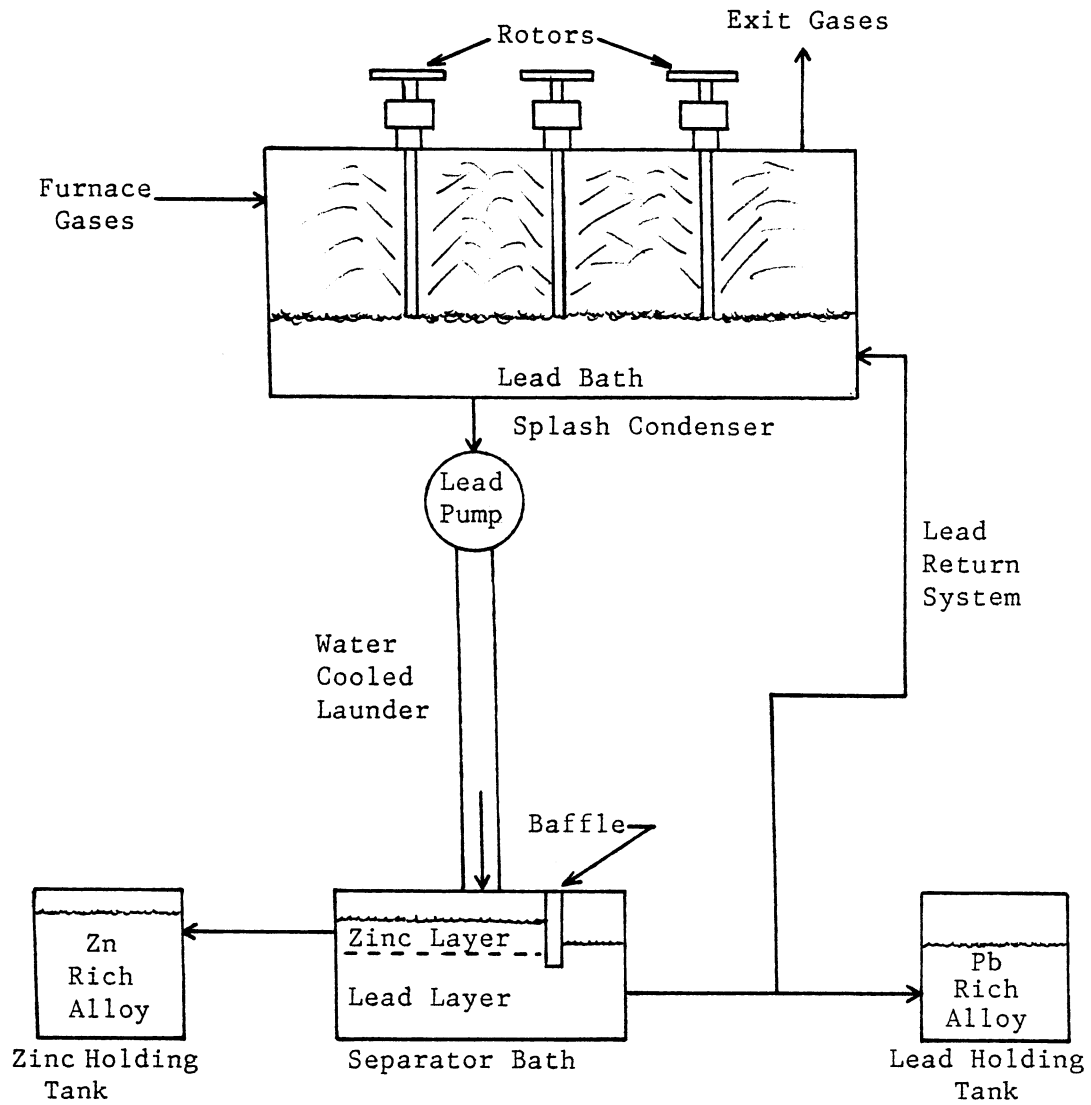 Exit Gases
Rotors
Furnace
Gases
Lead Bath
Splash Condenser
Lead
Pump
Lead
Return
System
Water
Cooled
Launder
Baffle
Zinc Layer
Lead Layer
Zn
Rich
Alloy
Pb
Rich
Alloy
Zinc Holding
Tank
Separator Bath
Lead Holding
Tank